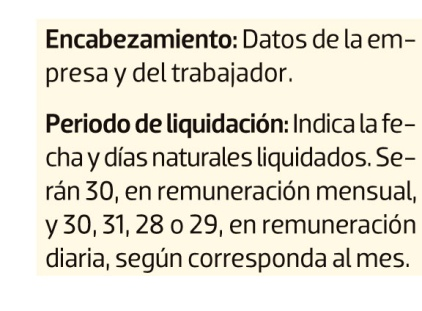 Encabezamiento: Datos de la em-
presa y del trabajador.
Periodo de liquidación: Indica la fe-
cha y días naturales liquidados. Se-
rán 30, en remuneración mensual,
y 30, 31, 28 o 29, en remuneración
diaria, según corresponda al mes.